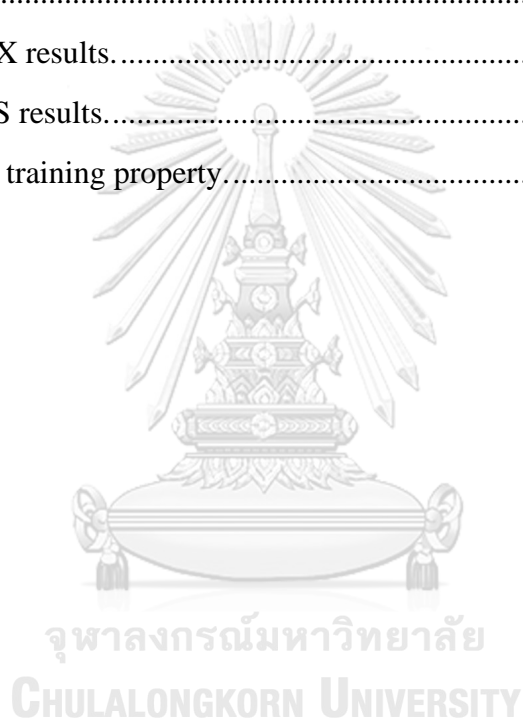 ................................................................
X results. ................................................................
S results. ................................................................
training property. ................................................
จุฬาลงกรณ์มหาวิทยาลัย
CHULALONGKORN UNIVERSITY